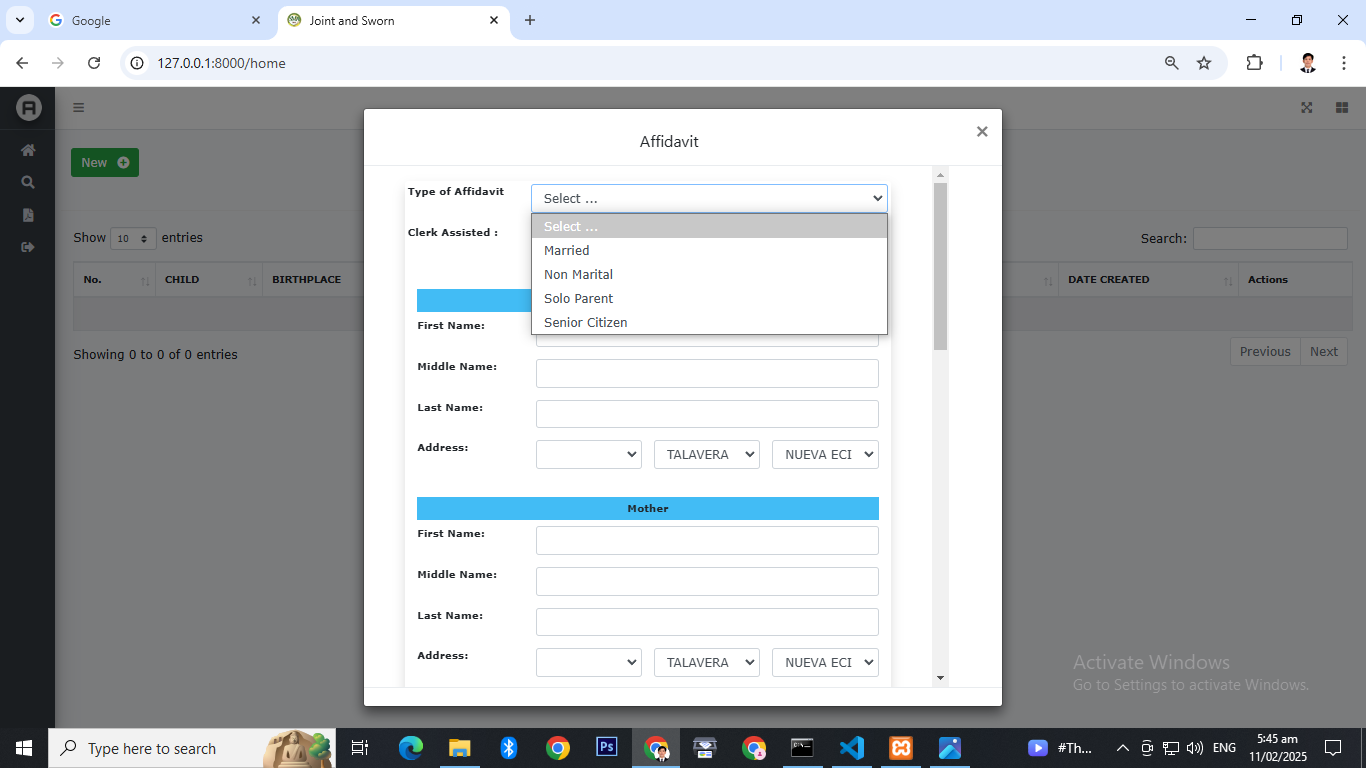 Google
Joint and Sworn
127.0.0.1:8000/home
A
Affidavit
New
Type of Affidavit
Select ...
Select ...
Married
Non Marital
Solo Parent
Senior Citizen
Clerk Assisted :
Show 10 entries
Search:
No. CHILD BIRTHPLACE DATE CREATED Actions
Showing 0 to 0 of 0 entries
Previous Next
First Name:
Middle Name:
Last Name:
Address: TALAVERA NUEVA ECI
Mother
First Name:
Middle Name:
Last Name:
Address: TALAVERA NUEVA ECI
Activate Windows
Go to Settings to activate Windows.
Type here to search
Ps
#Th...
ENG
5:45 am
11/02/2025